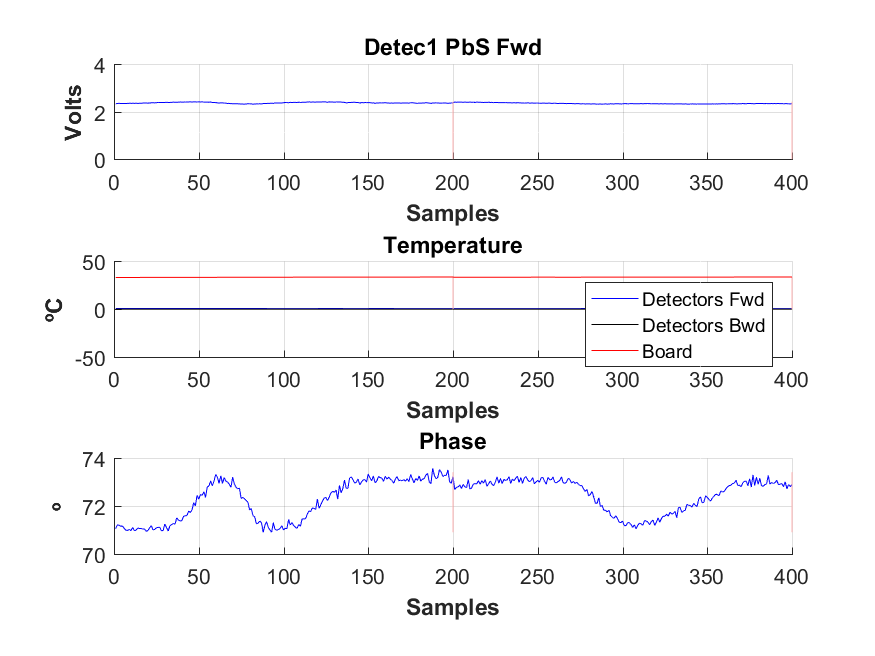 Detec1 PbS Fwd
4
2
0
Volts
0 50 100 150 200 250 300 350 400
Samples
Temperature
50
0
-50
ºC
Detectors Fwd
Detectors Bwd
Board
0 50 100 150 200 250 300 350 400
Samples
Phase
74
72
70
º
0 50 100 150 200 250 300 350 400
Samples